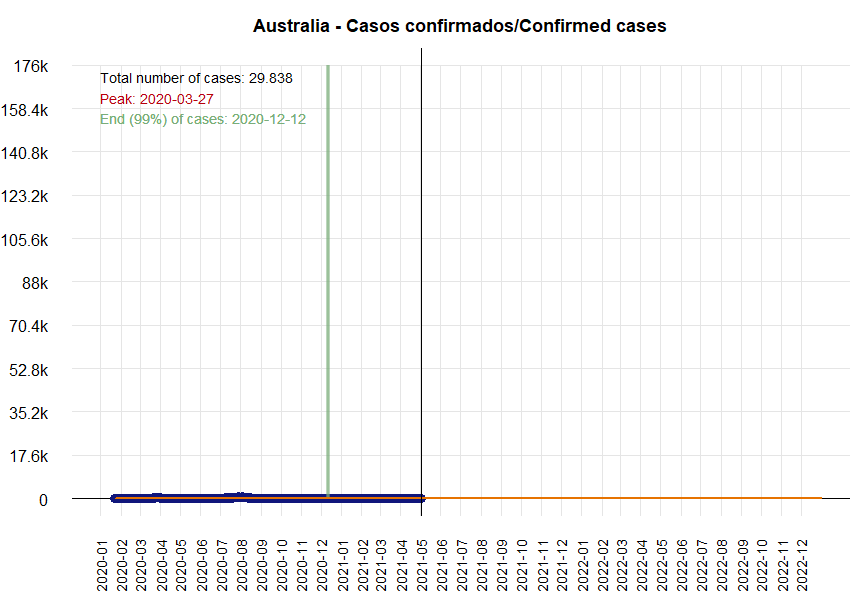 Australia - Casos confirmados/Confirmed cases
Total number of cases: 29.838
Peak: 2020-03-27
End (99%) of cases: 2020-12-12
176k
158.4k
140.8k
123.2k
105.6k
88k
70.4k
52.8k
35.2k
17.6k
0
2020-01
2020-02
2020-03
2020-04
2020-05
2020-06
2020-07
2020-08
2020-09
2020-10
2020-11
2020-12
2021-01
2021-02
2021-03
2021-04
2021-05
2021-06
2021-07
2021-08
2021-09
2021-10
2021-11
2021-12
2022-01
2022-02
2022-03
2022-04
2022-05
2022-06
2022-07
2022-08
2022-09
2022-10
2022-11
2022-12